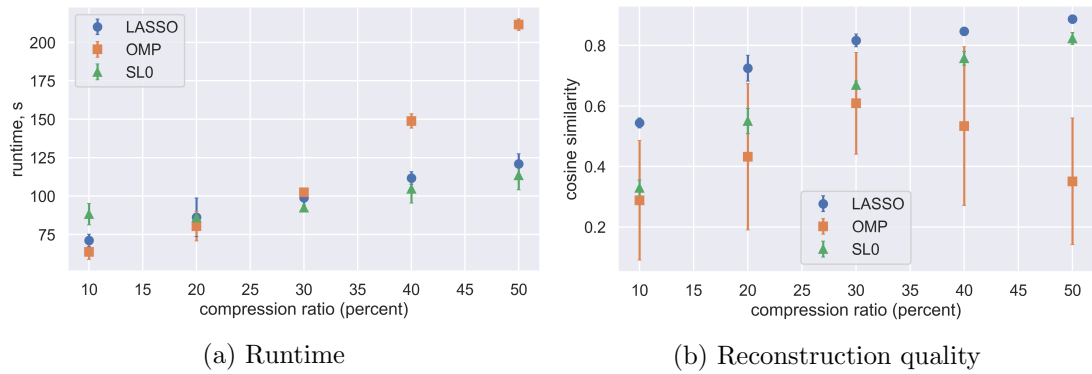 LASSO
OMP
SL0
200
175
150
125
100
75
runtime, s
10 15 20 25 30 35 40 45 50
compression ratio (percent)
(a) Runtime
0.8
0.6
0.4
0.2
cosine similarity
LASSO
OMP
SL0
10 15 20 25 30 35 40 45 50
compression ratio (percent)
(b) Reconstruction quality